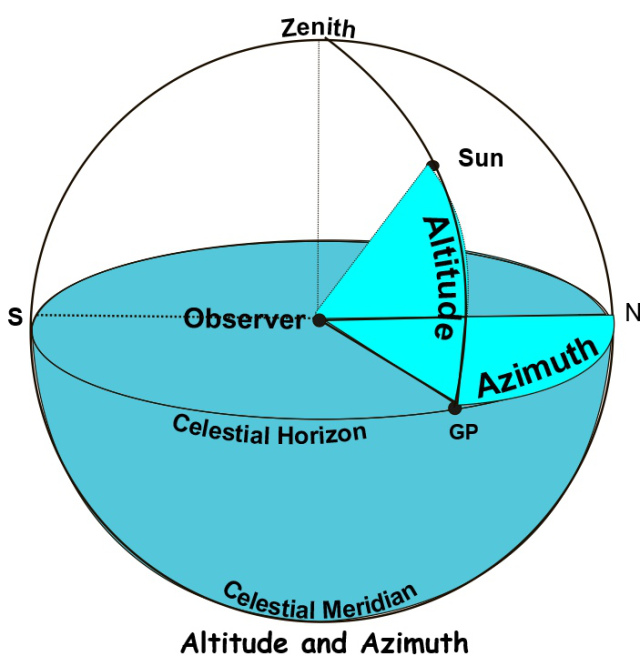 Zenith
Sun
Altitude
S
Observer
N
Azimuth
Celestial Horizon
GP
Celestial Meridian
Altitude and Azimuth